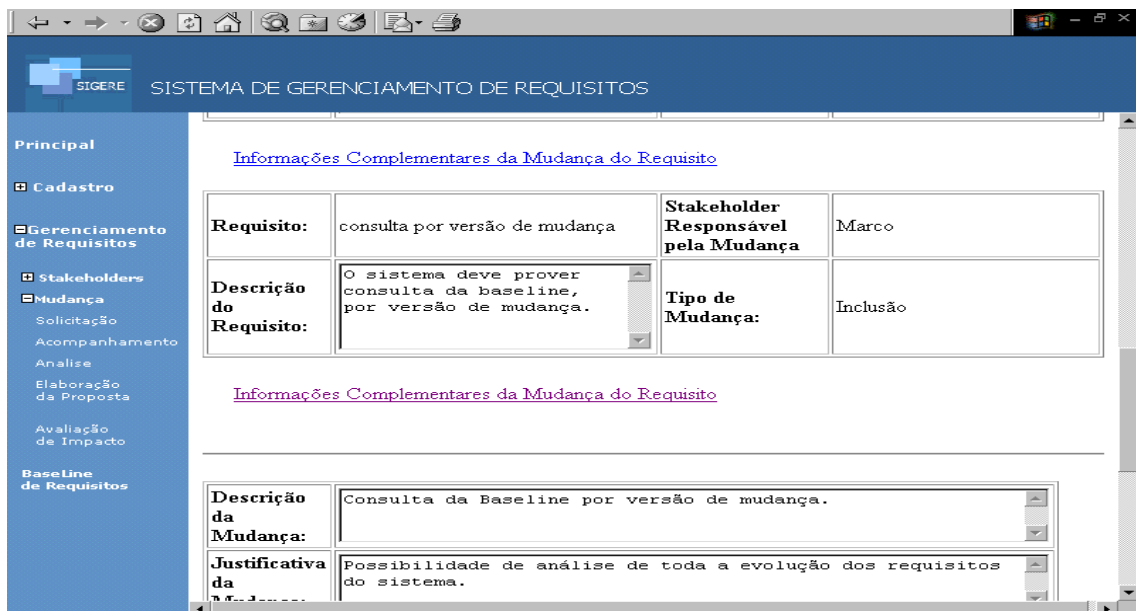 SIGERE
SISTEMA DE GERENCIAMENTO DE REQUISITOS
Principal
Cadastro
Gerenciamento
de Requisitos
Stakeholders
Mudança
Solicitação
Acompanhamento
Analise
Elaboração
da Proposta
Avaliação
de Impacto
BaseLine
de Requisitos
Informações Complementares da Mudança do Requisito
Requisito:
consulta por versão de mudança
Stakeholder
Responsável
pela Mudança
Marco
Descrição
do
Requisito:
O sistema deve prover
consulta da baseline,
por versão de mudança.
Tipo de
Mudança:
Inclusão
Informações Complementares da Mudança do Requisito
Descrição
da
Mudança:
Consulta da Baseline por versão de mudança.
Justificativa
da
Possibilidade de análise de toda a evolução dos requisitos
do sistema.